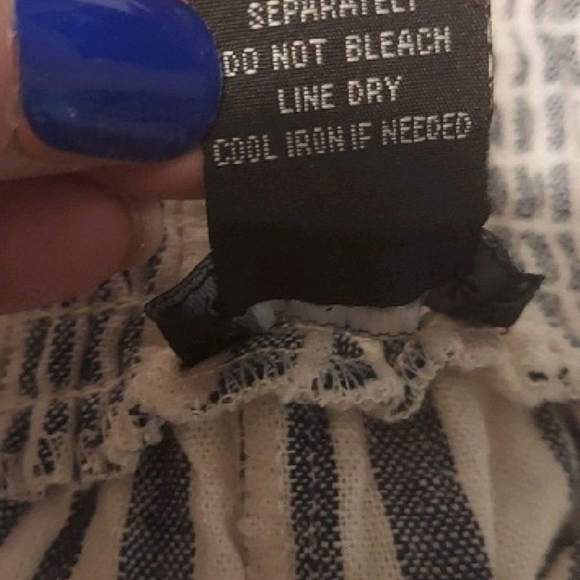 SEPARATELY
DO NOT BLEACH
LINE DRY
COOL IRON IF NEEDED